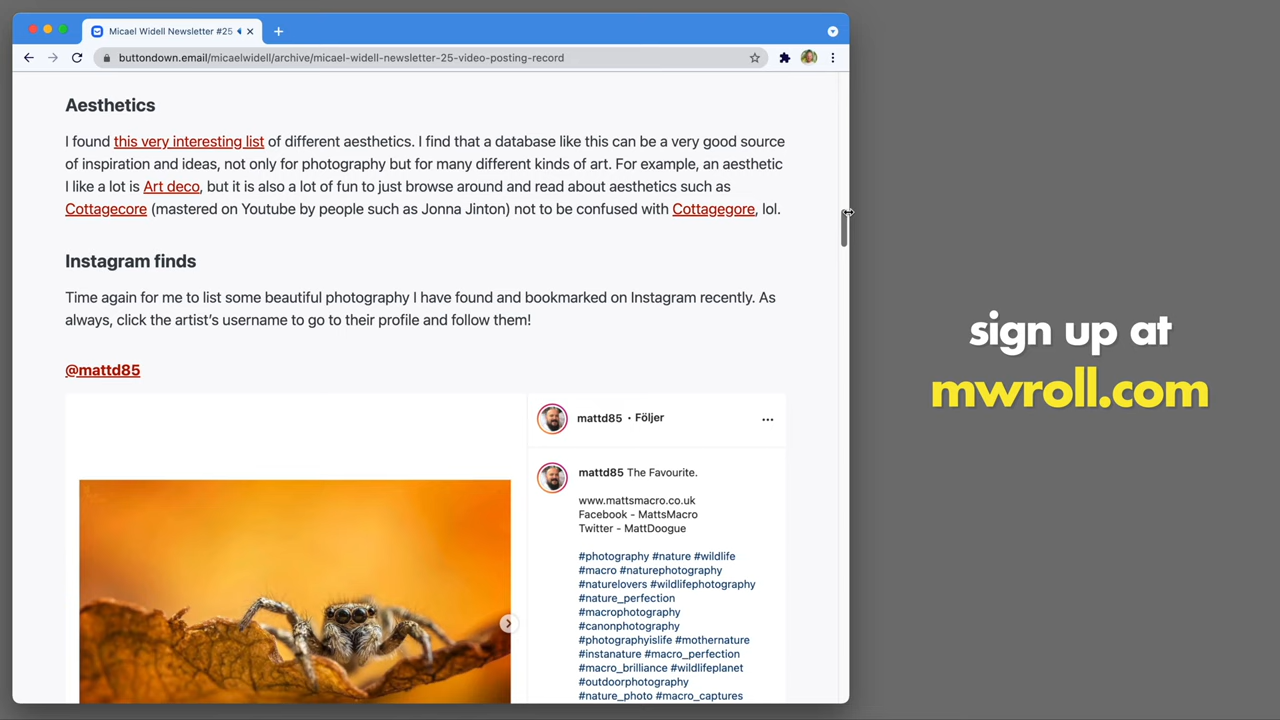 Micael Widell Newsletter #25
buttondown.email/micaelwidell/archive/micael-widell-newsletter-25-video-posting-record
Aesthetics
I found this very interesting list of different aesthetics. I find that a database like this can be a very good source
of inspiration and ideas, not only for photography but for many different kinds of art. For example, an aesthetic
I like a lot is Art deco, but it is also a lot of fun to just browse around and read about aesthetics such as
Cottagecore (mastered on Youtube by people such as Jonna Jinton) not to be confused with Cottagegore, lol.
Instagram finds
Time again for me to list some beautiful photography I have found and bookmarked on Instagram recently. As
always, click the artist's username to go to their profile and follow them!
@mattd85
mattd85 • Följer
mattd85 The Favourite.
www.mattsmacro.co.uk
Facebook - MattsMacro
Twitter - MattDoogue
#photography #nature #wildlife
#macro #naturephotography
#naturelovers #wildlifephotography
#nature_perfection
#macrophotography
#canonphotography
#photographyislife #mothernature
#instanature #macro_perfection
#macro_brilliance #wildlifeplanet
#outdoorphotography
#nature_photo #macro_captures
sign up at
mwroll.com